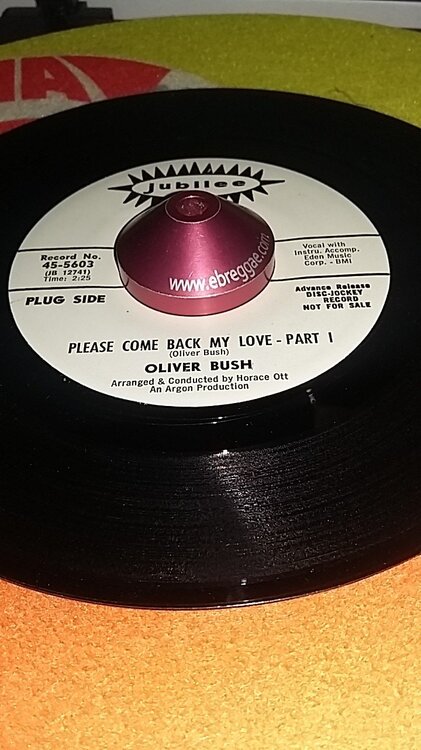 MA
Jubilee
Record No.
45-5603
(JB 12741)
Time: 2:25
Vocal with
Instru. Accomp.
Eden Music
Corp. - BMI
www.ebreggae.com
PLUG SIDE
Advance Release
DISC-JOCKEY
RECORD
NOT FOR SALE
PLEASE COME BACK MY LOVE - PART I
(Oliver Bush)
OLIVER BUSH
Arranged & Conducted by Horace Ott
An Argon Production